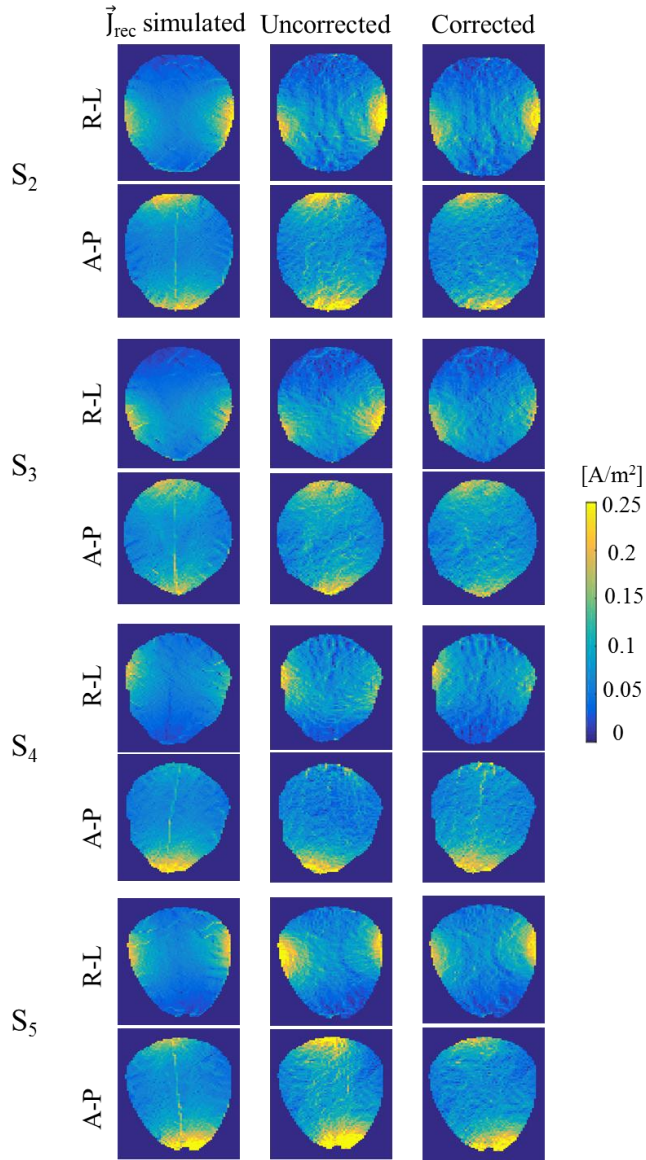 J⃗rec simulated Uncorrected Corrected
R-L
S2
A-P
R-L
S3
A-P
[A/m²]
0.25
0.2
0.15
0.1
0.05
0
R-L
S4
A-P
R-L
S5
A-P